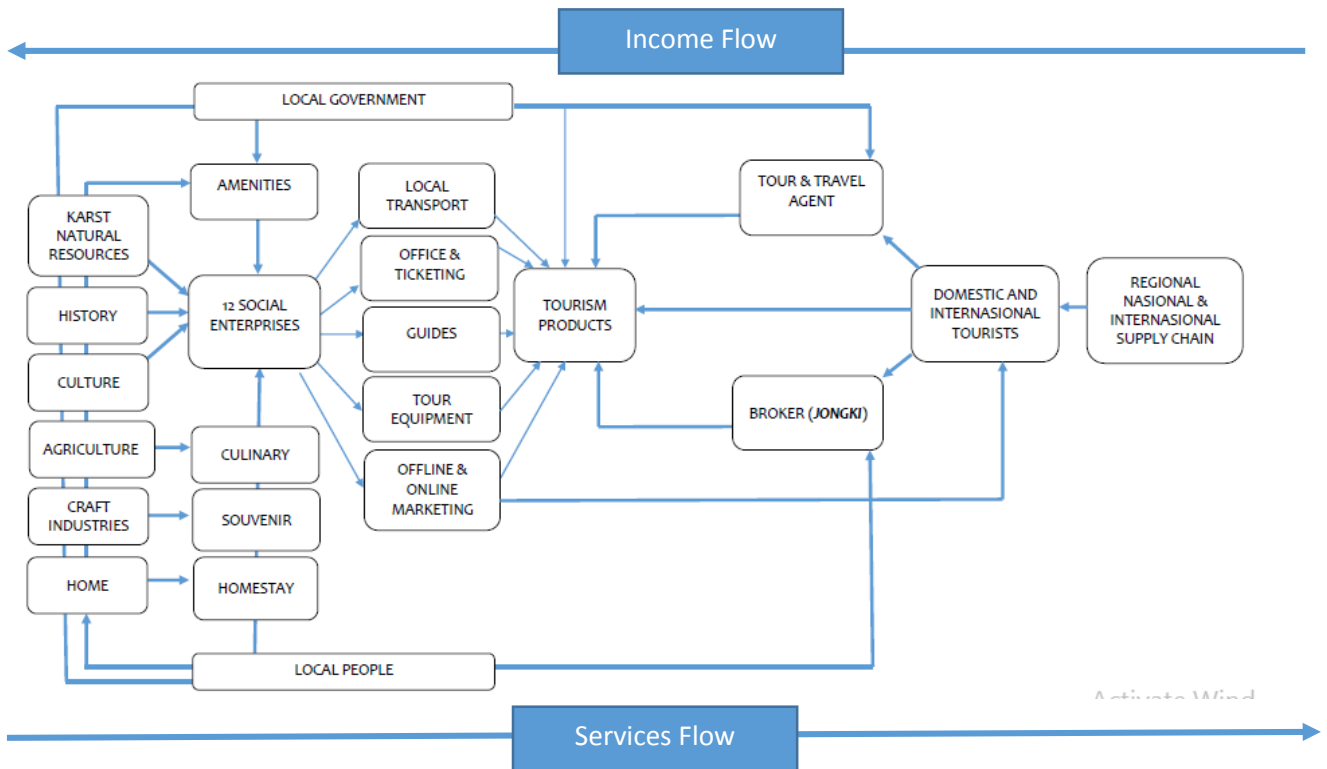 Income Flow
LOCAL GOVERNMENT
AMENITIES
LOCAL
TRANSPORT
TOUR & TRAVEL
AGENT
KARST
NATURAL
RESOURCES
OFFICE &
TICKETING
12 SOCIAL
ENTERPRISES
TOURISM
PRODUCTS
DOMESTIC AND
INTERNASIONAL
TOURISTS
REGIONAL
NASIONAL &
INTERNASIONAL
SUPPLY CHAIN
HISTORY
GUIDES
CULTURE
TOUR
EQUIPMENT
BROKER (JONGKI)
AGRICULTURE
CULINARY
OFFLINE &
ONLINE
MARKETING
CRAFT
INDUSTRIES
SOUVENIR
HOME
HOMESTAY
LOCAL PEOPLE
Activate Wind
Services Flow